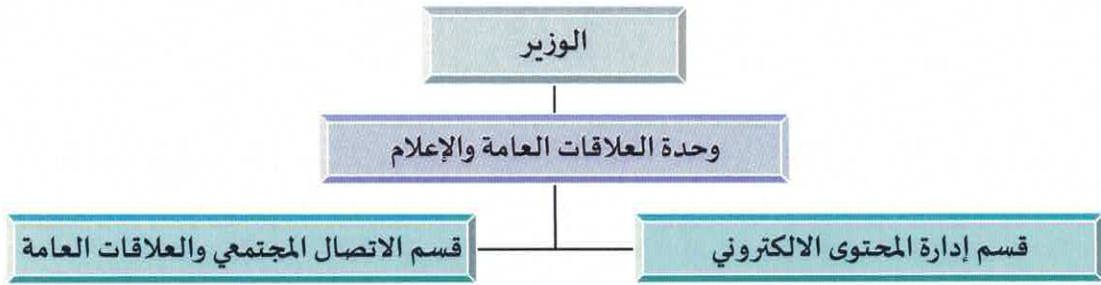 الوزير
وحدة العلاقات العامة والإعلام
قسم إدارة المحتوى الالكتروني
قسم الاتصال المجتمعي والعلاقات العامة